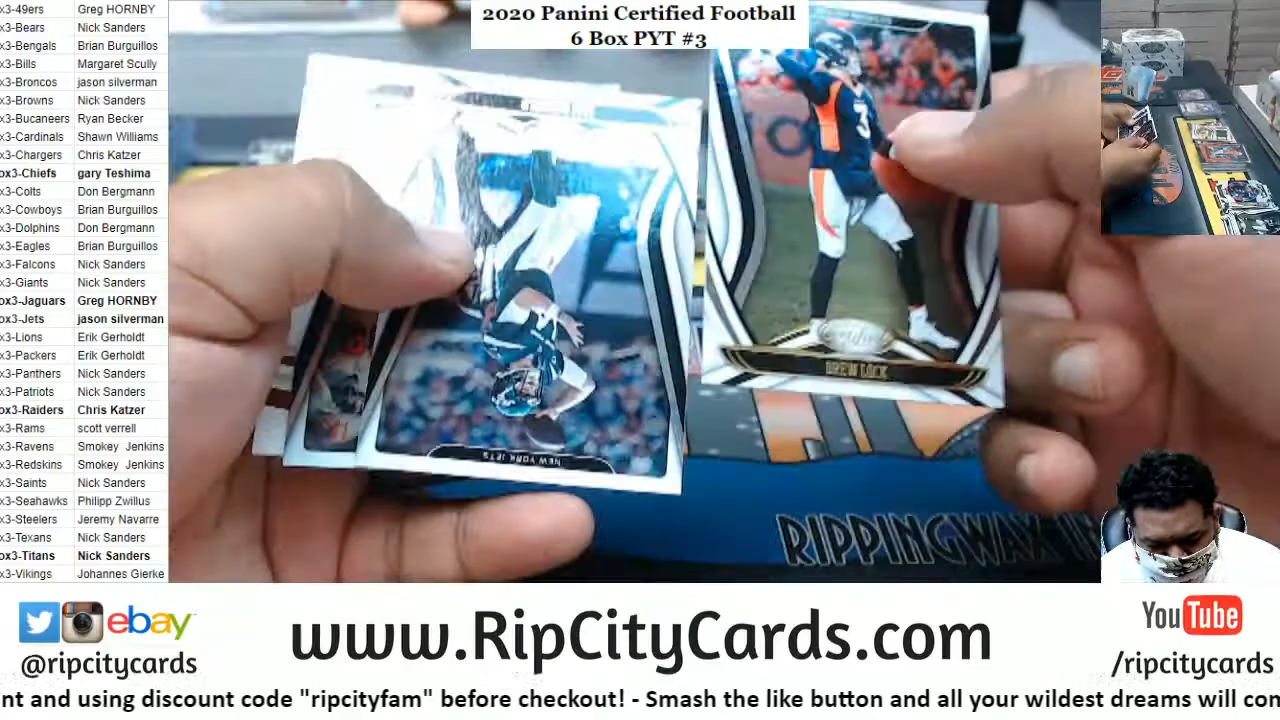 2020 Panini Certified Football
6 Box PYT #3
x3-49ers Greg HORNBY
x3-Bears Nick Sanders
x3-Bengals Brian Burguillos
x3-Bills Margaret Scully
x3-Broncos jason silverman
x3-Browns Nick Sanders
x3-Bucaneers Ryan Becker
x3-Cardinals Shawn Williams
x3-Chargers Chris Katzer
ox3-Chiefs gary Teshima
x3-Colts Don Bergmann
x3-Cowboys Brian Burguillos
x3-Dolphins Don Bergmann
x3-Eagles Brian Burguillos
x3-Falcons Nick Sanders
x3-Giants Nick Sanders
ox3-Jaguars Greg HORNBY
ox3-Jets jason silverman
x3-Lions Erik Gerholdt
x3-Packers Erik Gerholdt
x3-Panthers Nick Sanders
x3-Patriots Nick Sanders
ox3-Raiders Chris Katzer
x3-Rams scott verrell
x3-Ravens Smokey Jenkins
x3-Redskins Smokey Jenkins
x3-Saints Nick Sanders
x3-Seahawks Philipp Zwillus
x3-Steelers Jeremy Navarre
x3-Texans Nick Sanders
ox3-Titans Nick Sanders
x3-Vikings Johannes Gierke
3
DREW LOCK
NEW YORK JETS
RIPPINGWAX
ebay
@ripcitycards
www.RipCityCards.com
YouTube
/ripcitycards
nt and using discount code "ripcityfam" before checkout! - Smash the like button and all your wildest dreams will con